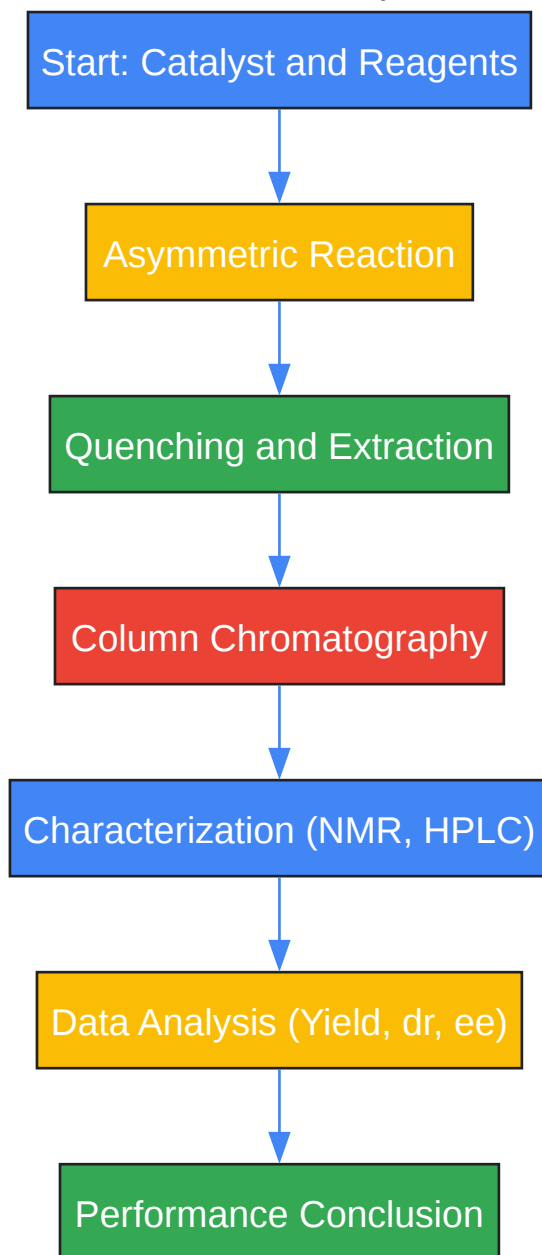 Start: Catalyst and Reagents
Asymmetric Reaction
Quenching and Extraction
Column Chromatography
Characterization (NMR, HPLC)
Data Analysis (Yield, dr, ee)
Performance Conclusion